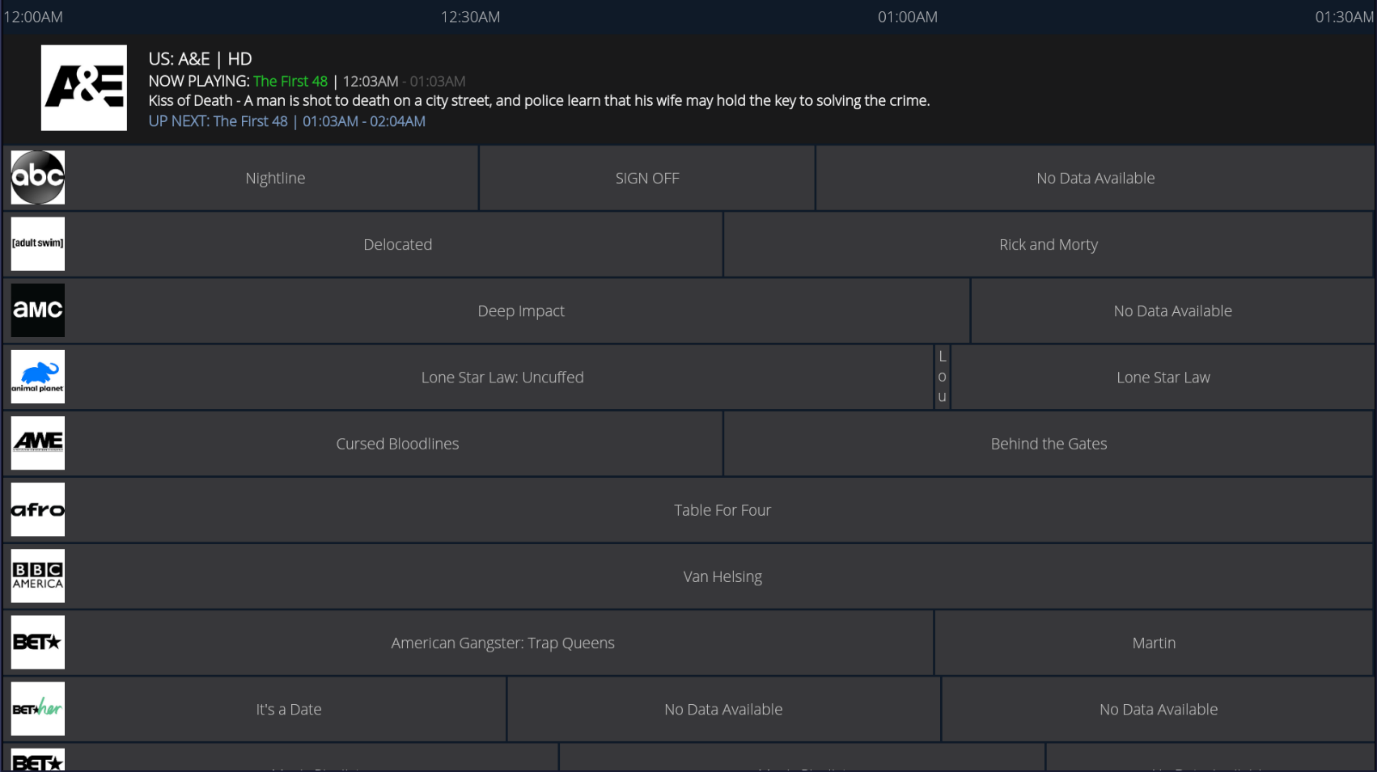 12:00AM 12:30AM 01:00AM 01:30AM
A&E
US: A&E | HD
NOW PLAYING: The First 48 | 12:03AM - 01:03AM
Kiss of Death - A man is shot to death on a city street, and police learn that his wife may hold the key to solving the crime.
UP NEXT: The First 48 | 01:03AM - 02:04AM
abc Nightline SIGN OFF No Data Available
[adult swim] Delocated Rick and Morty
aMC Deep Impact No Data Available
animal planet Lone Star Law: Uncuffed Lou Lone Star Law
AWE Cursed Bloodlines Behind the Gates
afro Table For Four
BBC AMERICA Van Helsing
BET American Gangster: Trap Queens Martin
BET her It's a Date No Data Available No Data Available
BET